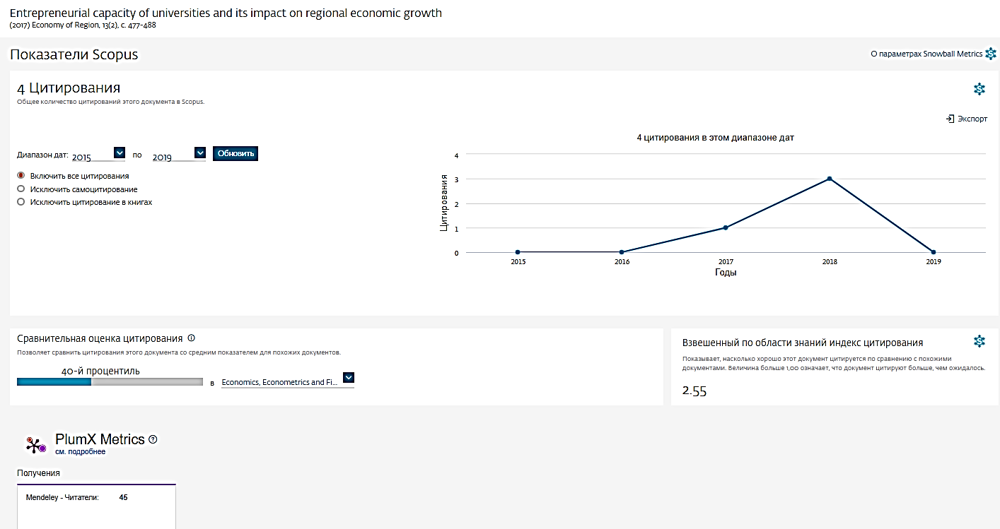 Entrepreneurial capacity of universities and its impact on regional economic growth
(2017) Economy of Region, 13(2), с. 477-488
Показатели Scopus
О параметрах Snowball Metrics
4 Цитирования
Общее количество цитирований этого документа в Scopus.
Экспорт
Диапазон дат: 2015 по 2019 Обновить
Включить все цитирования
Исключить самоцитирование
Исключить цитирование в книгах
4 цитирования в этом диапазоне дат
Цитирования
4
3
2
1
0
2015 2016 2017 2018 2019
Годы
Сравнительная оценка цитирования
Позволяет сравнить цитирования этого документа со средним показателем для похожих документов.
40-й процентиль
в Economics, Econometrics and Fi...
Взвешенный по области знаний индекс цитирования
Показывает, насколько хорошо этот документ цитируется по сравнению с похожими
документами. Величина больше 1,00 означает, что документ цитируют больше, чем ожидалось.
2.55
PlumX Metrics
см. подробнее
Получения
Mendeley - Читатели: 45